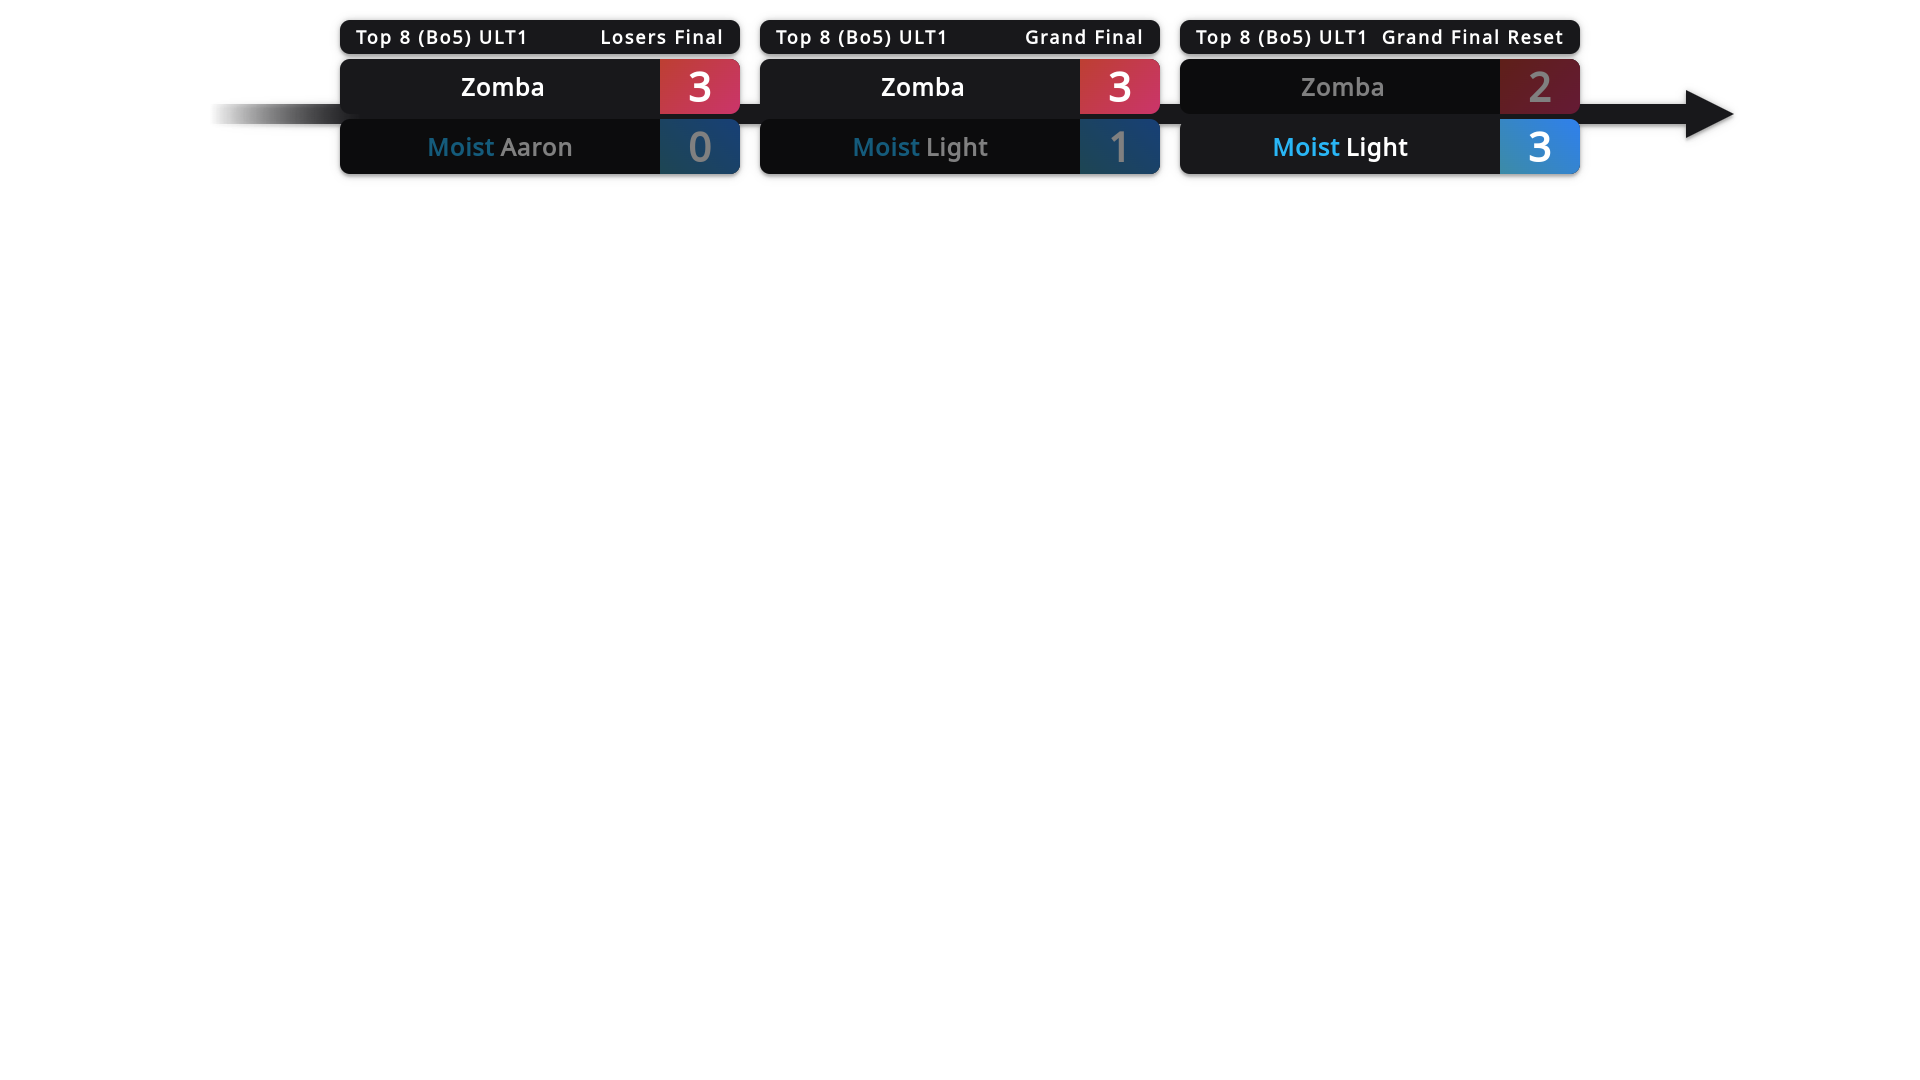 Top 8 (Bo5) ULT1 Losers Final
Zomba 3
Moist Aaron 0
Top 8 (Bo5) ULT1 Grand Final
Zomba 3
Moist Light 1
Top 8 (Bo5) ULT1 Grand Final Reset
Zomba 2
Moist Light 3